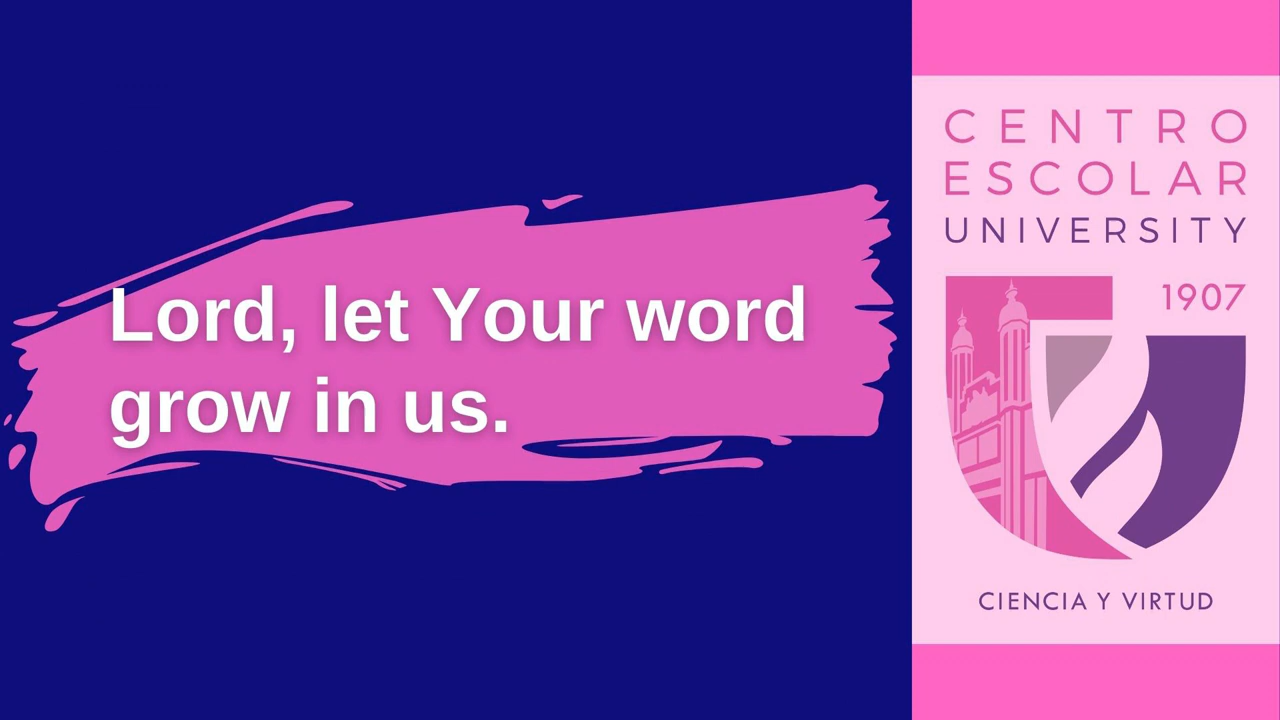 Lord, let Your word
grow in us.
CENTRO
ESCOLAR
UNIVERSITY
1907
CIENCIA Y VIRTUD